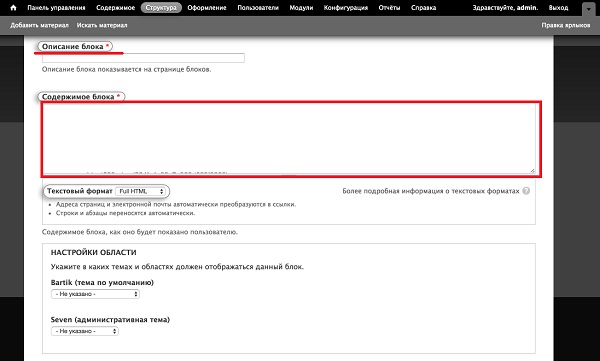 Панель управления Содержимое Структура Оформление Пользователи Модули Конфигурация Отчёты Справка Здравствуйте, admin. Выход
Добавить материал Искать материал Правка ярлыков
Описание блока *
Описание блока показывается на странице блоков.
Содержимое блока *
Текстовый формат Full HTML Более подробная информация о текстовых форматах ?
• Адреса страниц и электронной почты автоматически преобразуются в ссылки.
• Строки и абзацы переносятся автоматически.
Содержимое блока, как оно будет показано пользователю.
НАСТРОЙКИ ОБЛАСТИ
Укажите в каких темах и областях должен отображаться данный блок.
Bartik (тема по умолчанию)
- Не указано -
Seven (административная тема)
- Не указано -